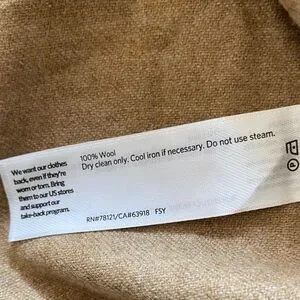 We want our clothes
back, even if they're
worn or torn. Bring
them to our US stores
and support our
take-back program.
100% Wool
Dry clean only. Cool iron if necessary. Do not use steam.
RN#78121/CA#63918 FSY